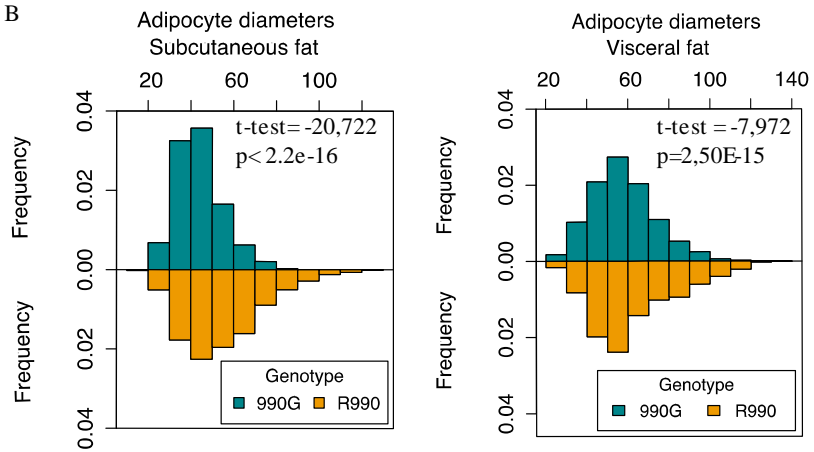 B
Adipocyte diameters
Subcutaneous fat
20 60 100
0.04
0.02
0.00
0.02
0.04
Frequency
Frequency
t-test= -20,722
p< 2.2e-16
Genotype
990G R990
Adipocyte diameters
Visceral fat
20 60 100 140
0.04
0.02
0.00
0.02
0.04
Frequency
Frequency
t-test = -7,972
p=2,50E-15
Genotype
990G R990